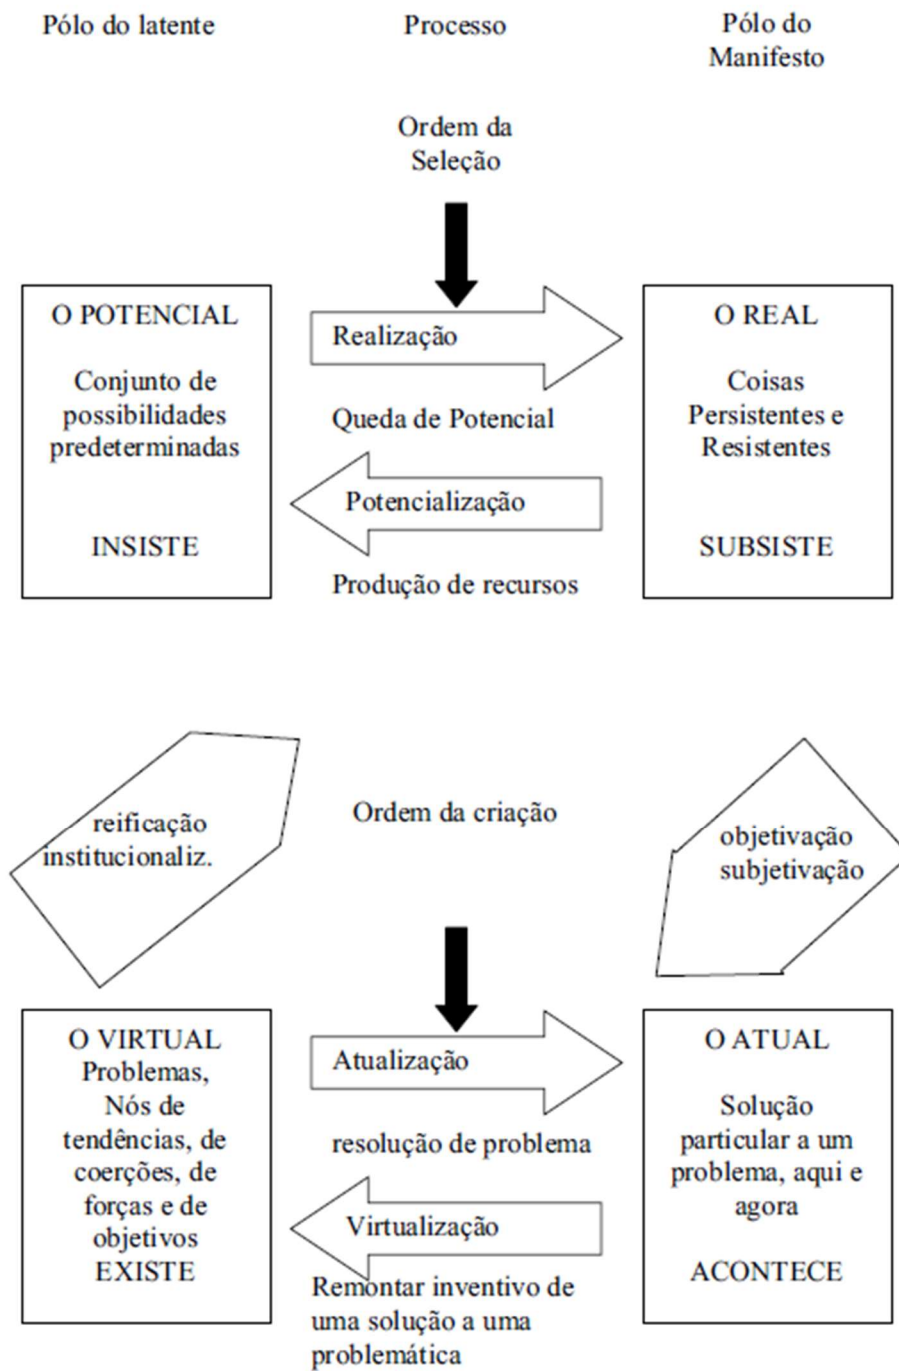 Pólo do latente
Processo
Pólo do
Manifesto
Ordem da
Seleção
O POTENCIAL
Conjunto de
possibilidades
predeterminadas
INSISTE
Realização
Queda de Potencial
Potencialização
Produção de recursos
O REAL
Coisas
Persistentes e
Resistentes
SUBSISTE
reificação
institucionaliz.
Ordem da criação
objetivação
subjetivação
O VIRTUAL
Problemas,
Nós de
tendências, de
coerções, de
forças e de
objetivos
EXISTE
Atualização
resolução de problema
Virtualização
Remontar inventivo de
uma solução a uma
problemática
O ATUAL
Solução
particular a um
problema, aqui e
agora
ACONTECE